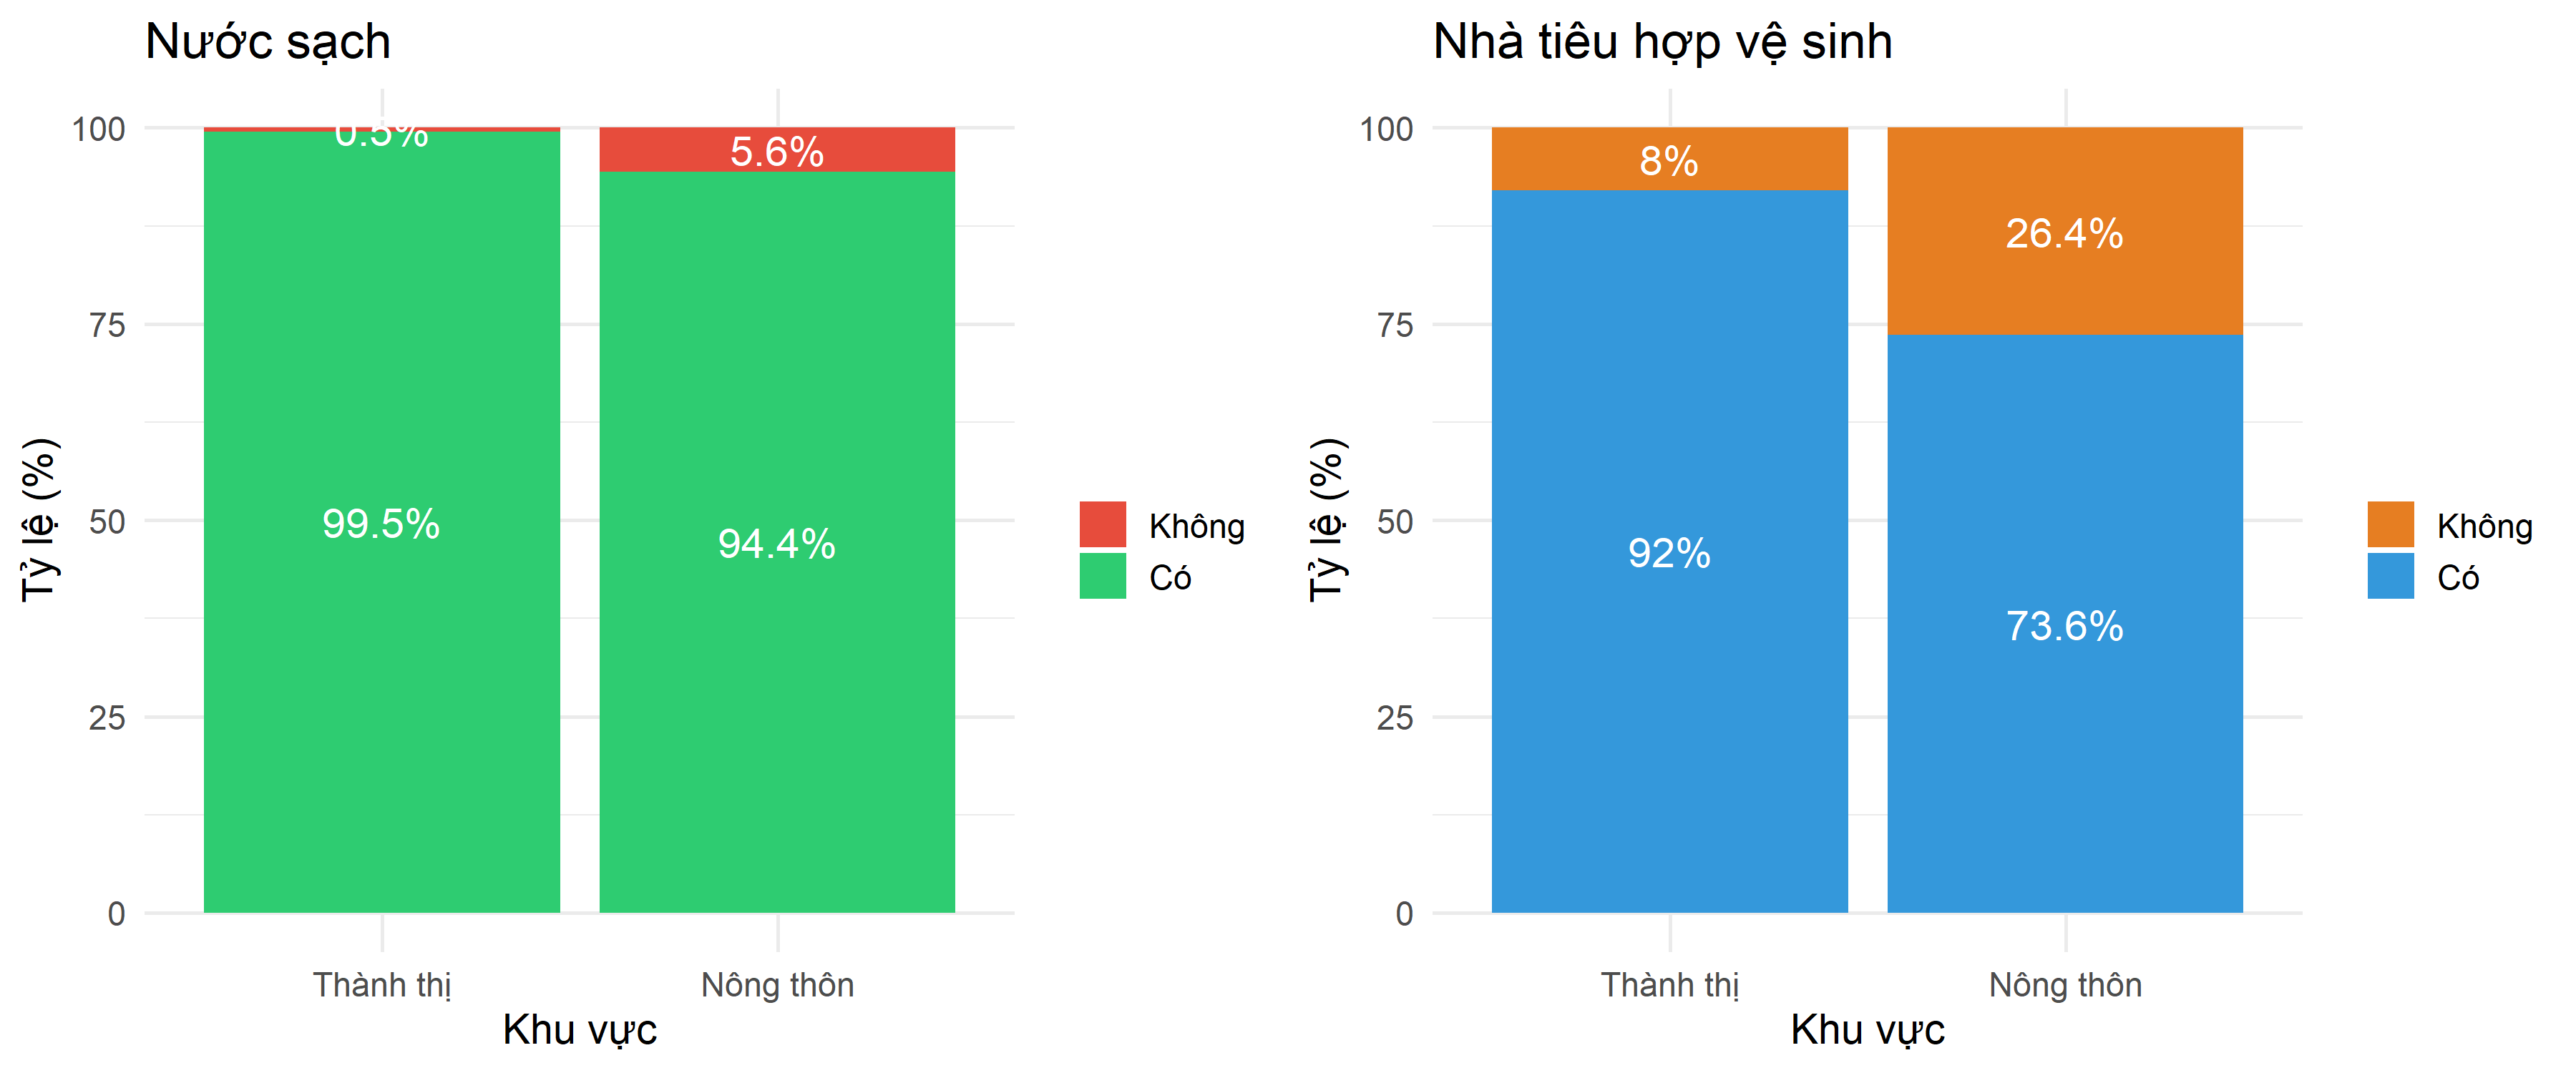 Nước sạch
100
75
50
25
0
Tỷ lệ (%)
0.5%
5.6%
99.5%
94.4%
Thành thị
Nông thôn
Khu vực
Không
Có
Nhà tiêu hợp vệ sinh
100
75
50
25
0
Tỷ lệ (%)
8%
26.4%
92%
73.6%
Thành thị
Nông thôn
Khu vực
Không
Có